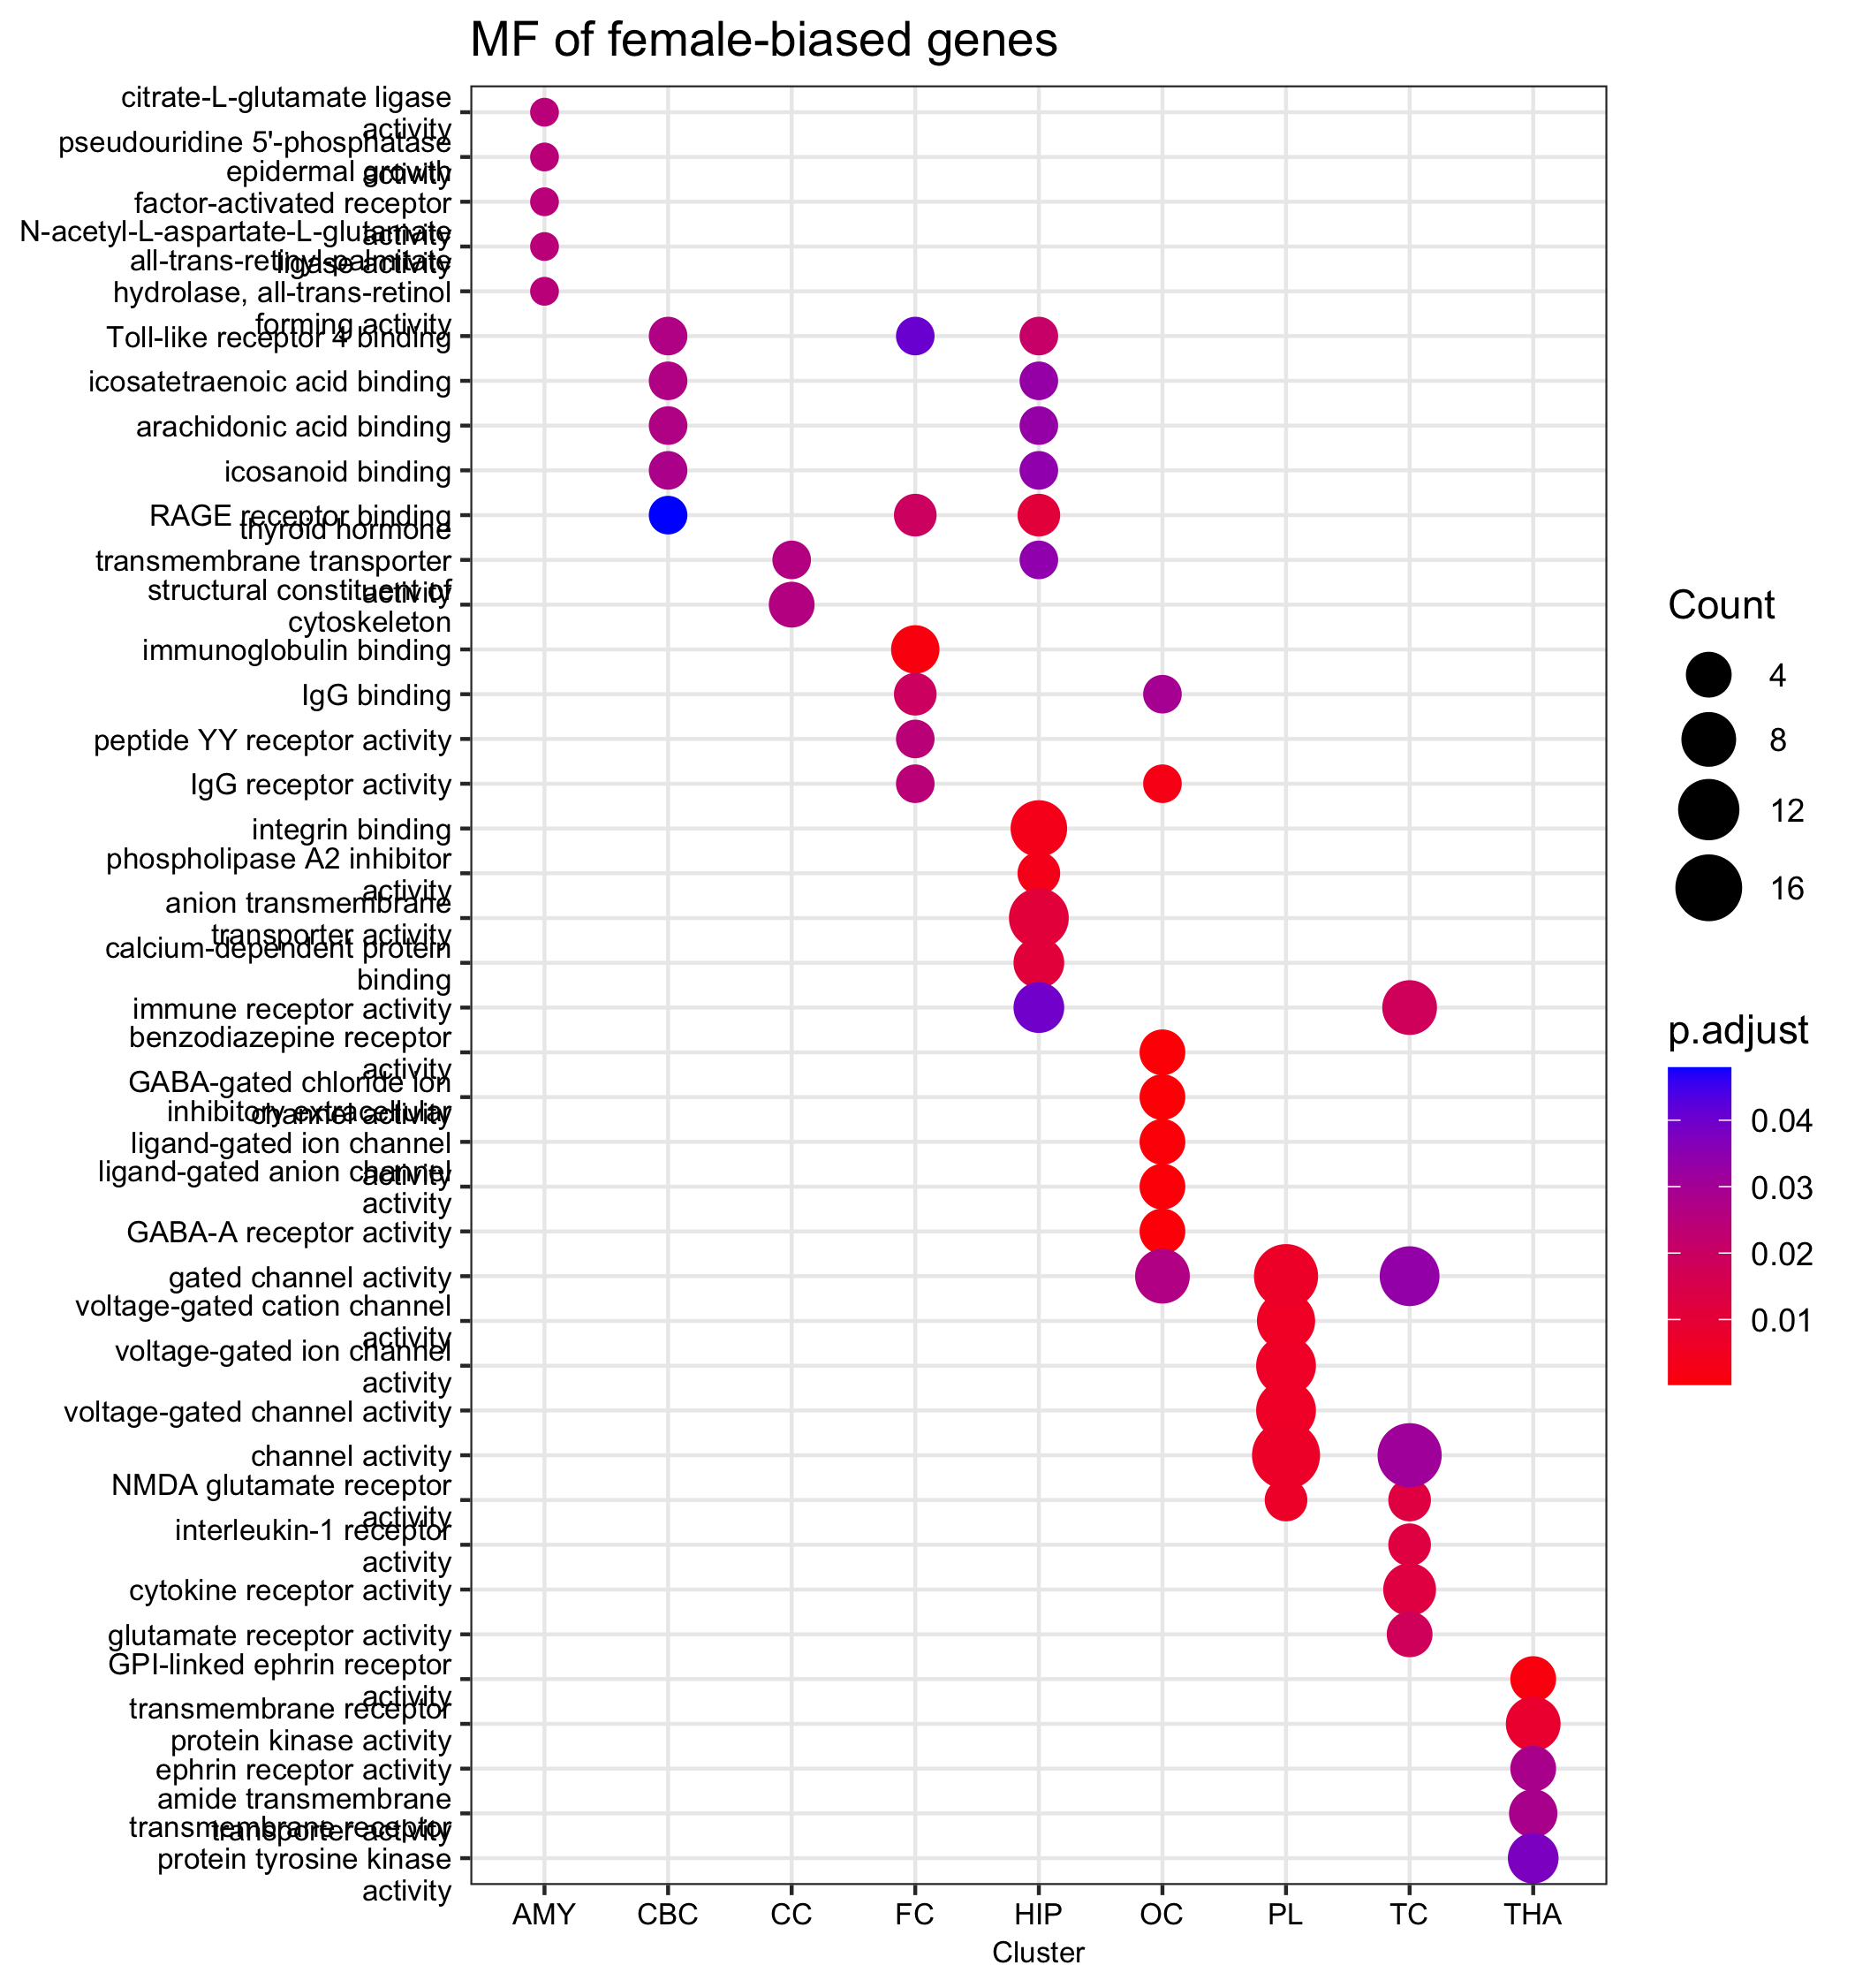 MF of female-biased genes
citrate-L-glutamate ligase
activity
pseudouridine 5'-phosphatase
activity
epidermal growth
factor-activated receptor
activity
N-acetyl-L-aspartate-L-glutamate
ligase activity
all-trans-retinyl-palmitate
hydrolase, all-trans-retinol
forming activity
Toll-like receptor 4 binding
icosatetraenoic acid binding
arachidonic acid binding
icosanoid binding
RAGE receptor binding
thyroid hormone
transmembrane transporter
activity
structural constituent of
cytoskeleton
immunoglobulin binding
IgG binding
peptide YY receptor activity
IgG receptor activity
integrin binding
phospholipase A2 inhibitor
activity
anion transmembrane
transporter activity
calcium-dependent protein
binding
immune receptor activity
benzodiazepine receptor
activity
GABA-gated chloride ion
channel activity
inhibitory extracellular
ligand-gated ion channel
activity
ligand-gated anion channel
activity
GABA-A receptor activity
gated channel activity
voltage-gated cation channel
activity
voltage-gated ion channel
activity
voltage-gated channel activity
channel activity
NMDA glutamate receptor
activity
interleukin-1 receptor
activity
cytokine receptor activity
glutamate receptor activity
GPI-linked ephrin receptor
activity
transmembrane receptor
protein kinase activity
ephrin receptor activity
amide transmembrane
transporter activity
transmembrane receptor
protein tyrosine kinase
activity
AMY CBC CC FC HIP OC PL TC THA
Cluster
Count
4
8
12
16
p.adjust
0.04
0.03
0.02
0.01